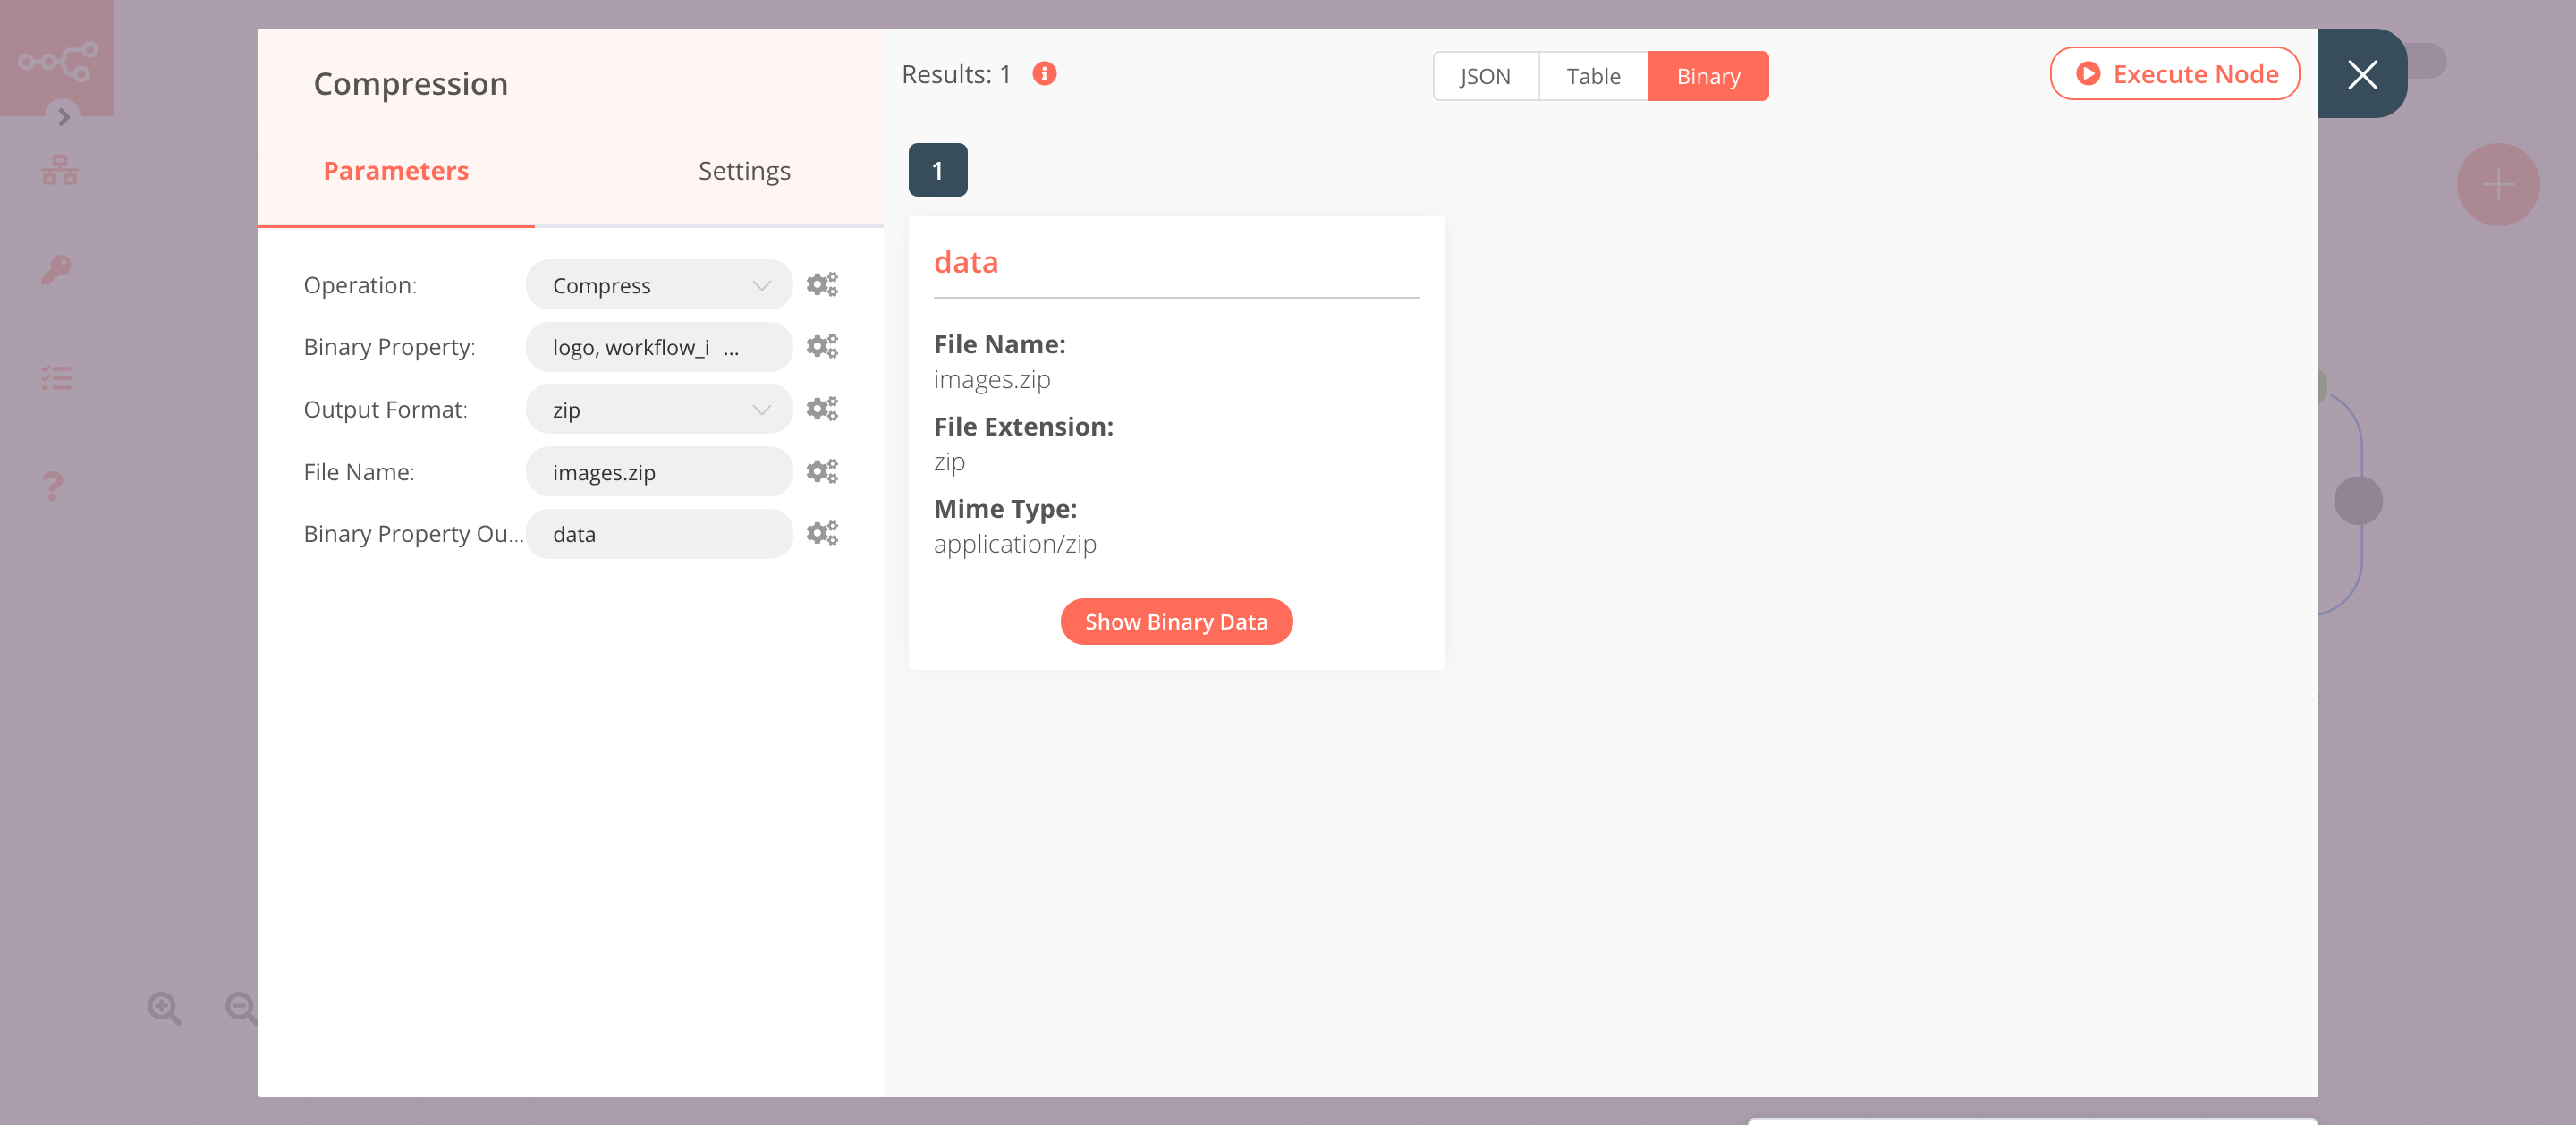 Compression
Parameters
Settings
Operation:
Compress
Binary Property:
logo, workflow_i ...
Output Format:
zip
File Name:
images.zip
Binary Property Ou...
data
Results: 1
JSON
Table
Binary
Execute Node
1
data
File Name:
images.zip
File Extension:
zip
Mime Type:
application/zip
Show Binary Data